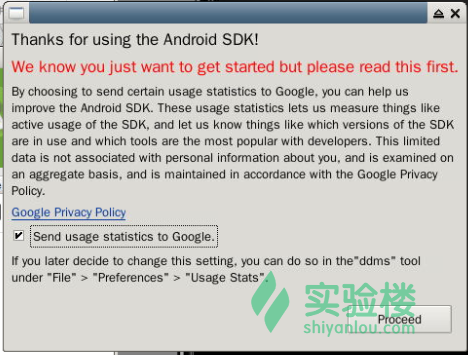 Thanks for using the Android SDK!
We know you just want to get started but please read this first.
By choosing to send certain usage statistics to Google, you can help us
improve the Android SDK. These usage statistics lets us measure things like
active usage of the SDK, and let us know things like which versions of the SDK
are in use and which tools are the most popular with developers. This limited
data is not associated with personal information about you, and is examined on
an aggregate basis, and is maintained in accordance with the Google Privacy
Policy.
Google Privacy Policy
Send usage statistics to Google.
If you later decide to change this setting, you can do so in the"ddms" tool
under "File" > "Preferences" > "Usage Stats".
实验楼
Proceed
shiyanlou.com